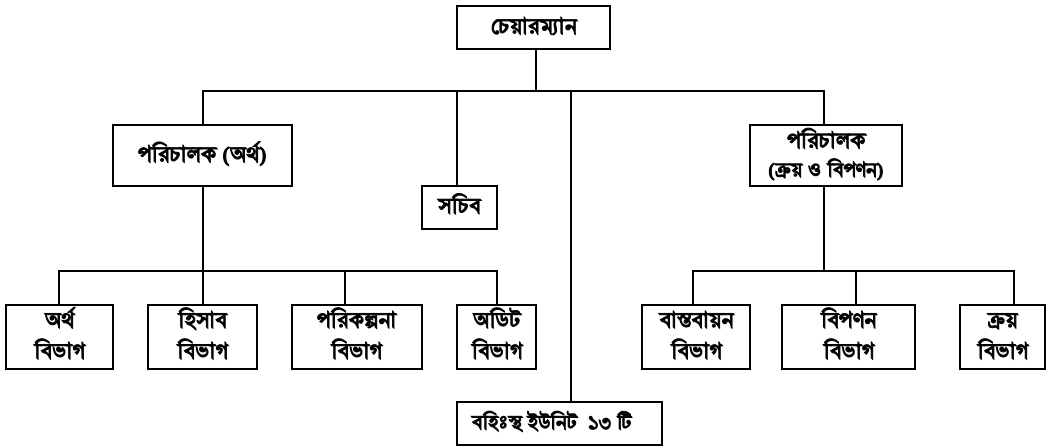 চেয়ারম্যান
পরিচালক (অর্থ)
পরিচালক
(ক্রয় ও বিপণন)
সচিব
অর্থ
বিভাগ
হিসাব
বিভাগ
পরিকল্পনা
বিভাগ
অডিট
বিভাগ
বাস্তবায়ন
বিভাগ
বিপণন
বিভাগ
ক্রয়
বিভাগ
বহিঃস্থ ইউনিট ১৩ টি